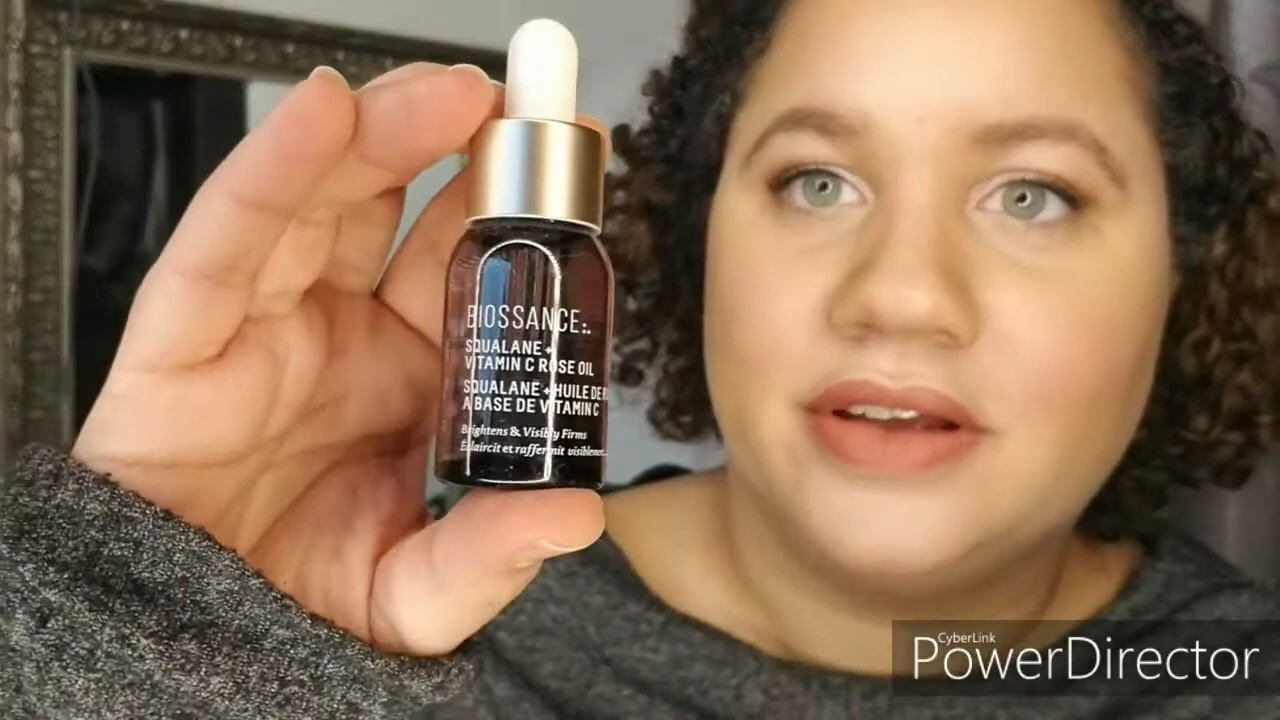 BIOSSANCE:.
SQUALANE +
VITAMIN C ROSE OIL
SQUALANE + HUILE DE
A BASE DE VITAMIN C
Brightens & Visibly Firms
Éclaircit et raffermit
CyberLink
PowerDirector